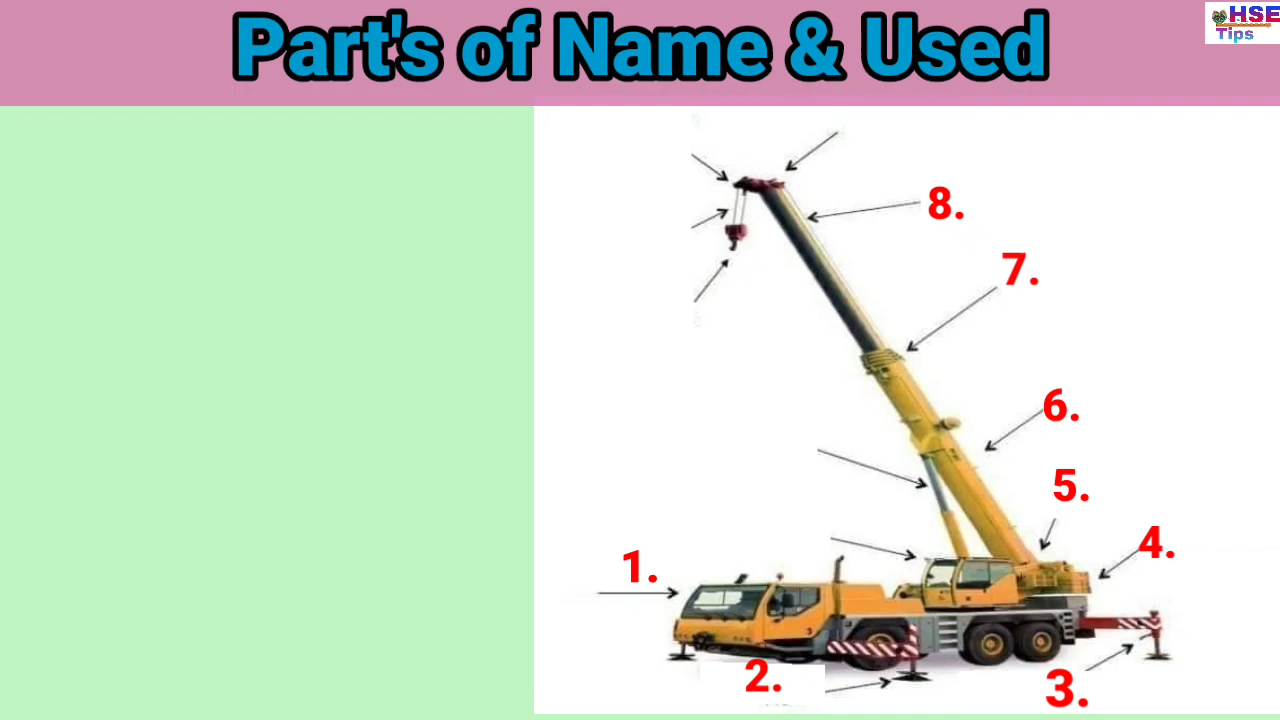 Part's of Name & Used
HSE
Tips
8.
7.
6.
5.
4.
1.
2.
3.